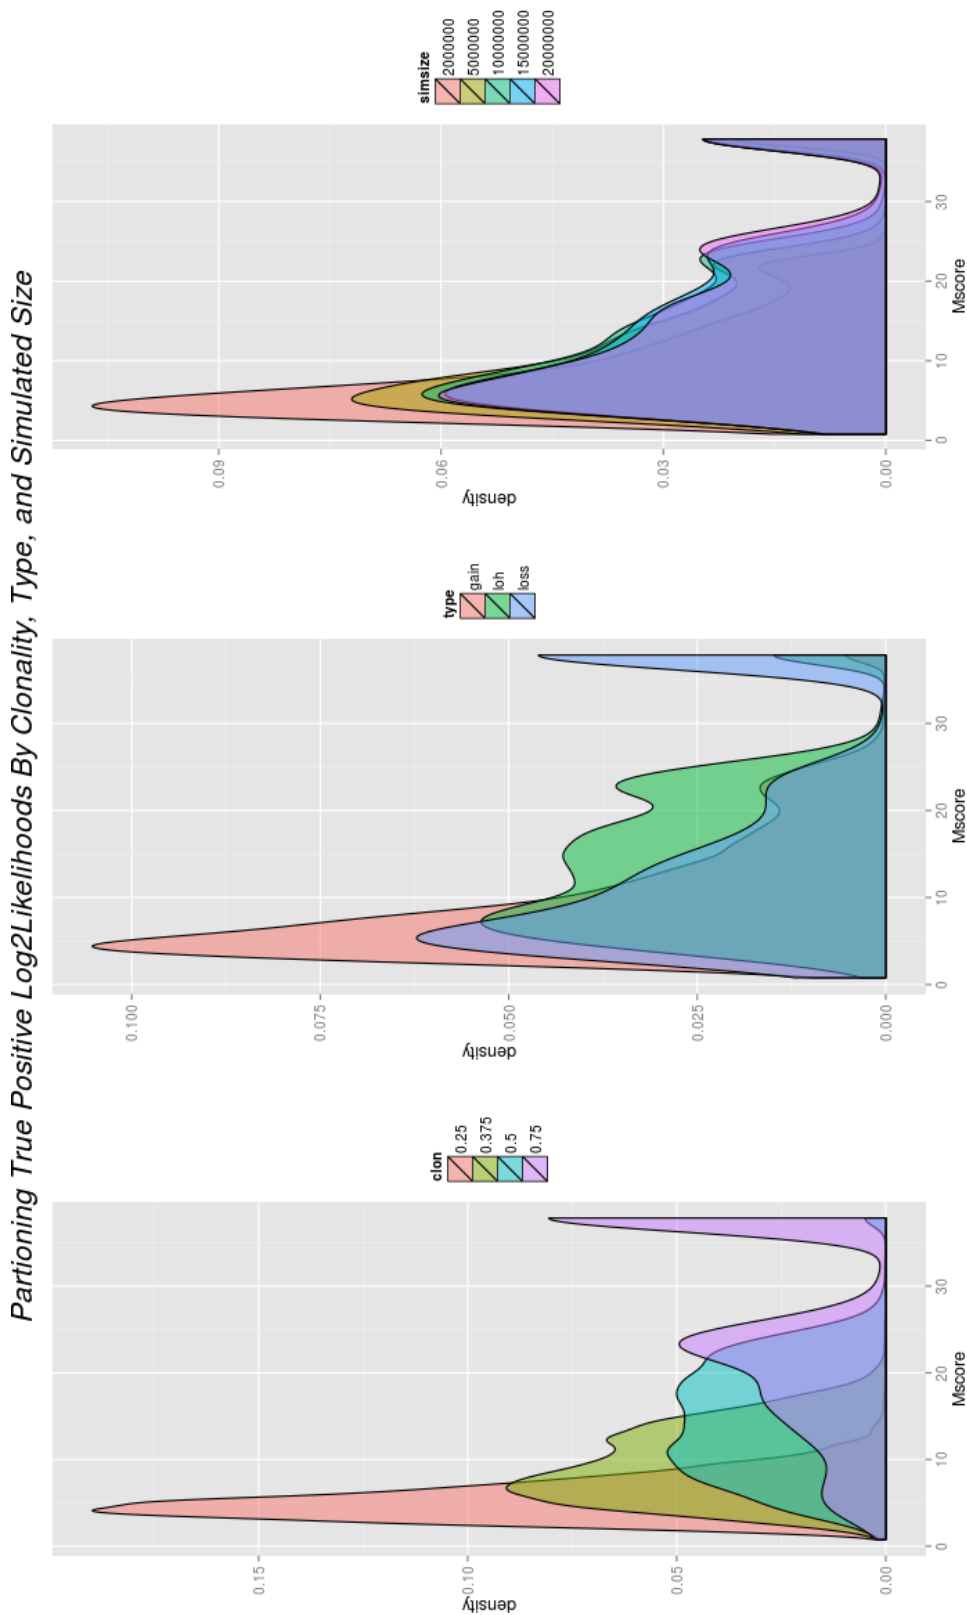 Partioning True Positive Log2Likelihoods By Clonality, Type, and Simulated Size
0.15
0.10
0.05
0.00
density
0
10
20
30
Mscore
clon
0.25
0.375
0.5
0.75
0.100
0.075
0.050
0.025
0.000
density
0
10
20
30
Mscore
type
gain
loh
loss
0.09
0.06
0.03
0.00
density
0
10
20
30
Mscore
simsize
2000000
5000000
10000000
15000000
20000000